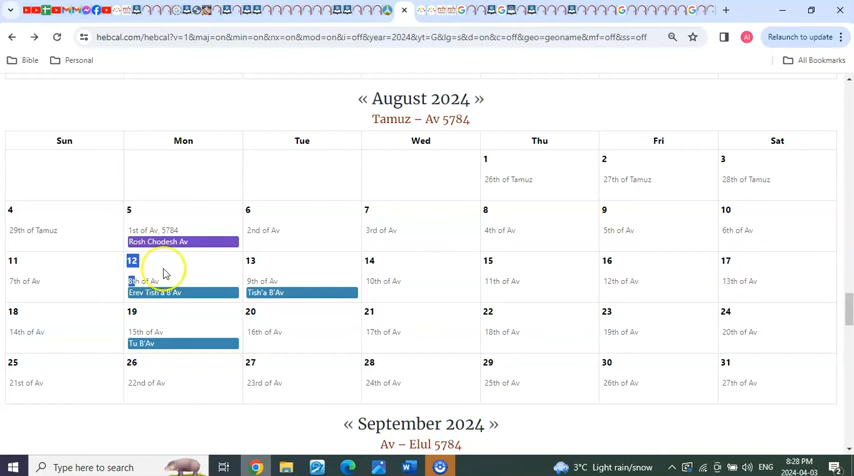 hebcal.com/hebcal?v=1&maj=on&min=on&nx=on&mod=on&i=off&year=2024&yt=G&lg=s&d=on&c=off&geo=geoname&mf=off&ss=off
AI
Relaunch to update
Bible
Personal
All Bookmarks
« August 2024 »
Tamuz – Av 5784
Sun Mon Tue Wed Thu Fri Sat
1 2 3
26th of Tamuz 27th of Tamuz 28th of Tamuz
4 5 6 7 8 9 10
29th of Tamuz 1st of Av, 5784 2nd of Av 3rd of Av 4th of Av 5th of Av 6th of Av
Rosh Chodesh Av
11 12 13 14 15 16 17
7th of Av 8th of Av 9th of Av 10th of Av 11th of Av 12th of Av 13th of Av
Erev Tish'a B'Av Tish'a B'Av
18 19 20 21 22 23 24
14th of Av 15th of Av 16th of Av 17th of Av 18th of Av 19th of Av 20th of Av
Tu B'Av
25 26 27 28 29 30 31
21st of Av 22nd of Av 23rd of Av 24th of Av 25th of Av 26th of Av 27th of Av
« September 2024 »
Av – Elul 5784
Type here to search
3°C Light rain/snow
ENG
8:28 PM
2024-04-03